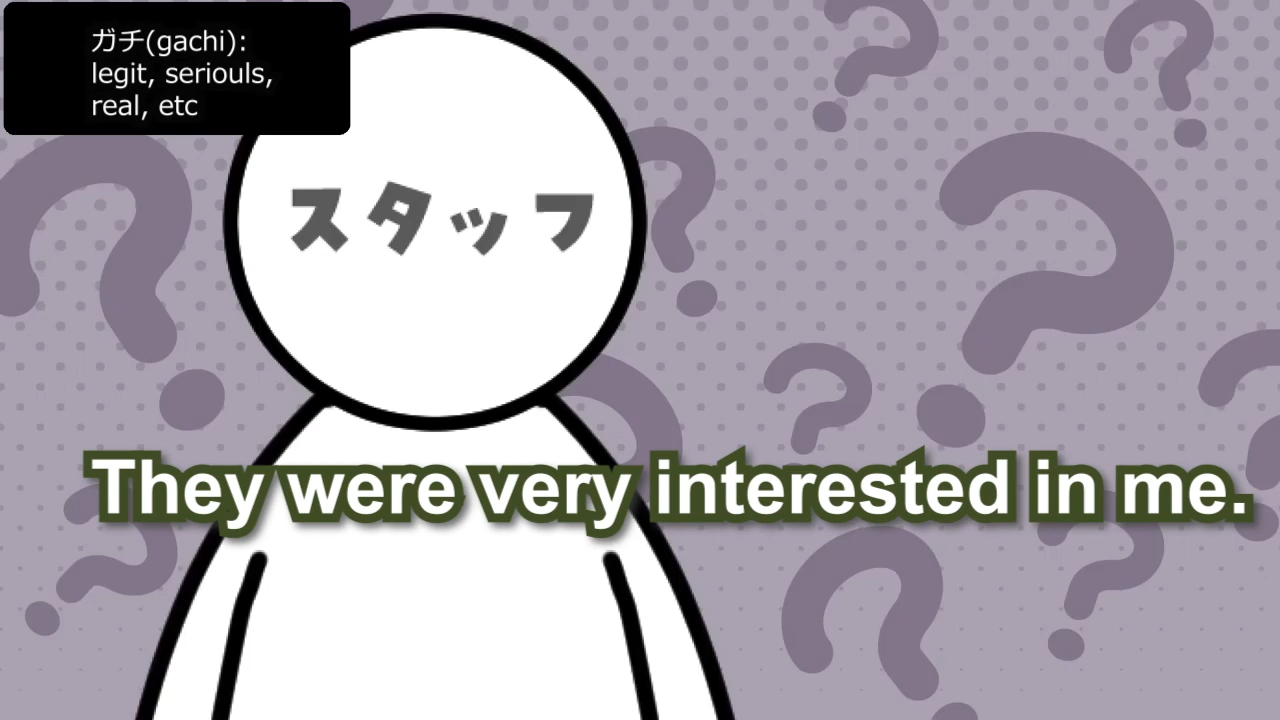 ガチ(gachi):
legit, seriouls,
real, etc
スタッフ
They were very interested in me.